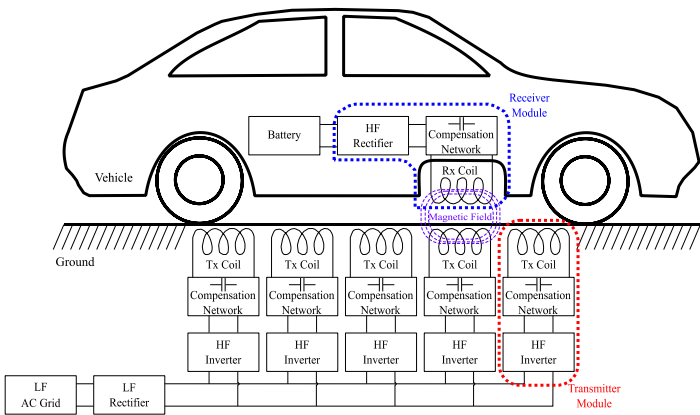 Receiver
Module
Battery
HF
Rectifier
Compensation
Network
Vehicle
Rx Coil
Magnetic Field
Ground
Tx Coil
Tx Coil
Tx Coil
Tx Coil
Tx Coil
Compensation
Network
Compensation
Network
Compensation
Network
Compensation
Network
Compensation
Network
HF
Inverter
HF
Inverter
HF
Inverter
HF
Inverter
HF
Inverter
LF
AC Grid
LF
Rectifier
Transmitter
Module